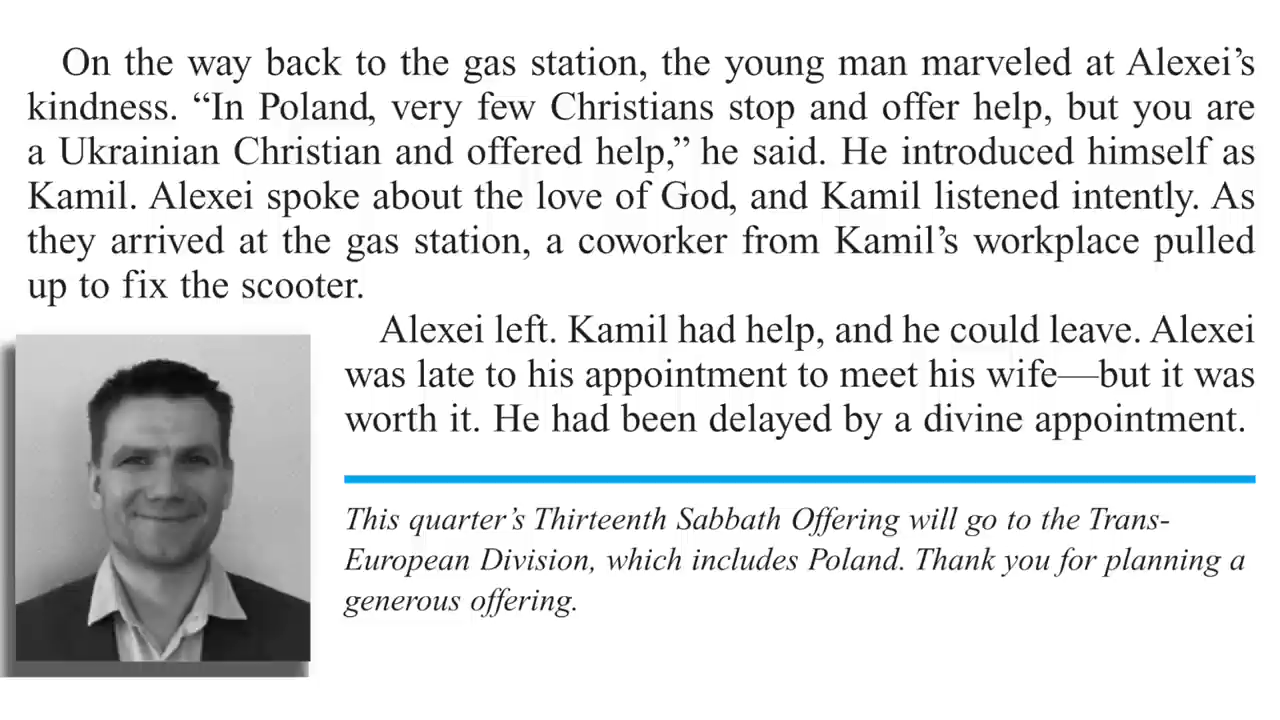 On the way back to the gas station, the young man marveled at Alexei’s
kindness. “In Poland, very few Christians stop and offer help, but you are
a Ukrainian Christian and offered help,” he said. He introduced himself as
Kamil. Alexei spoke about the love of God, and Kamil listened intently. As
they arrived at the gas station, a coworker from Kamil’s workplace pulled
up to fix the scooter.
Alexei left. Kamil had help, and he could leave. Alexei
was late to his appointment to meet his wife—but it was
worth it. He had been delayed by a divine appointment.
This quarter’s Thirteenth Sabbath Offering will go to the Trans-
European Division, which includes Poland. Thank you for planning a
generous offering.